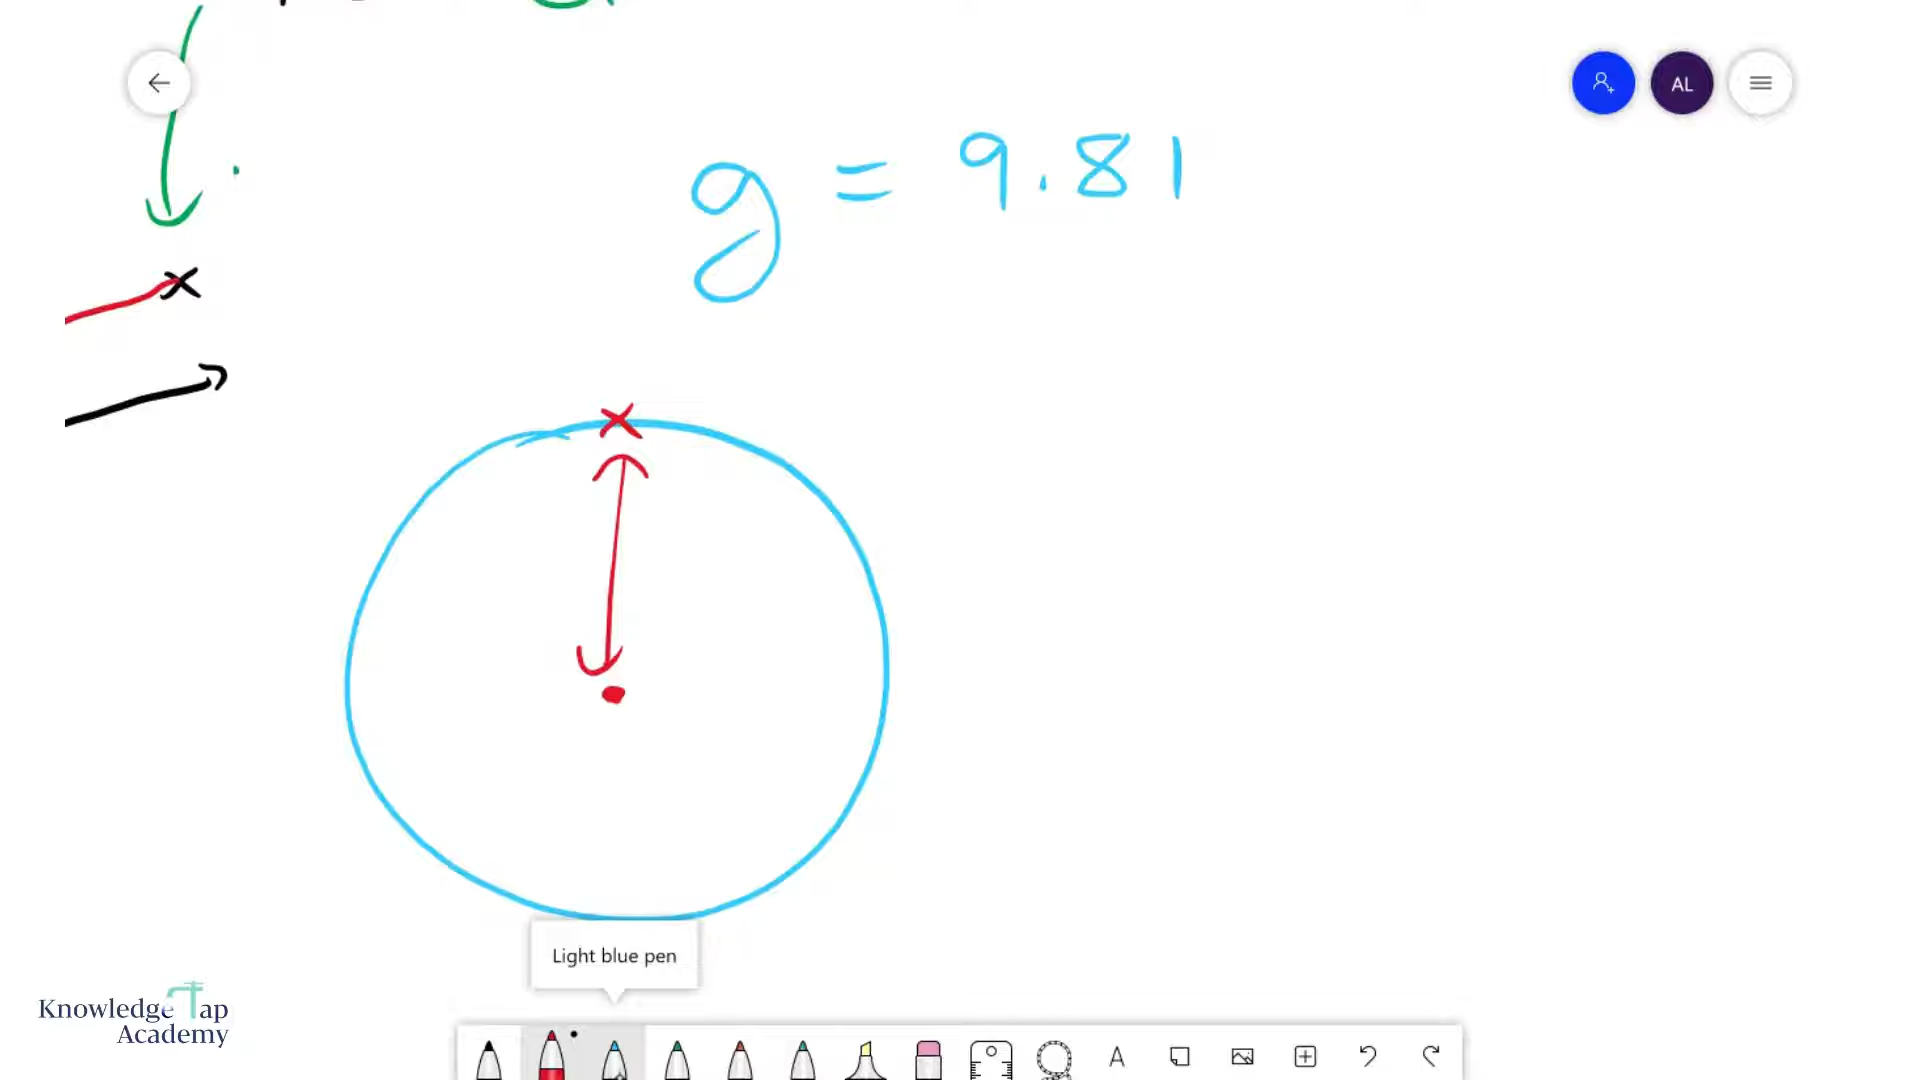 AL
g = 9.81
x
x
Light blue pen
Knowledge Tap
Academy
A